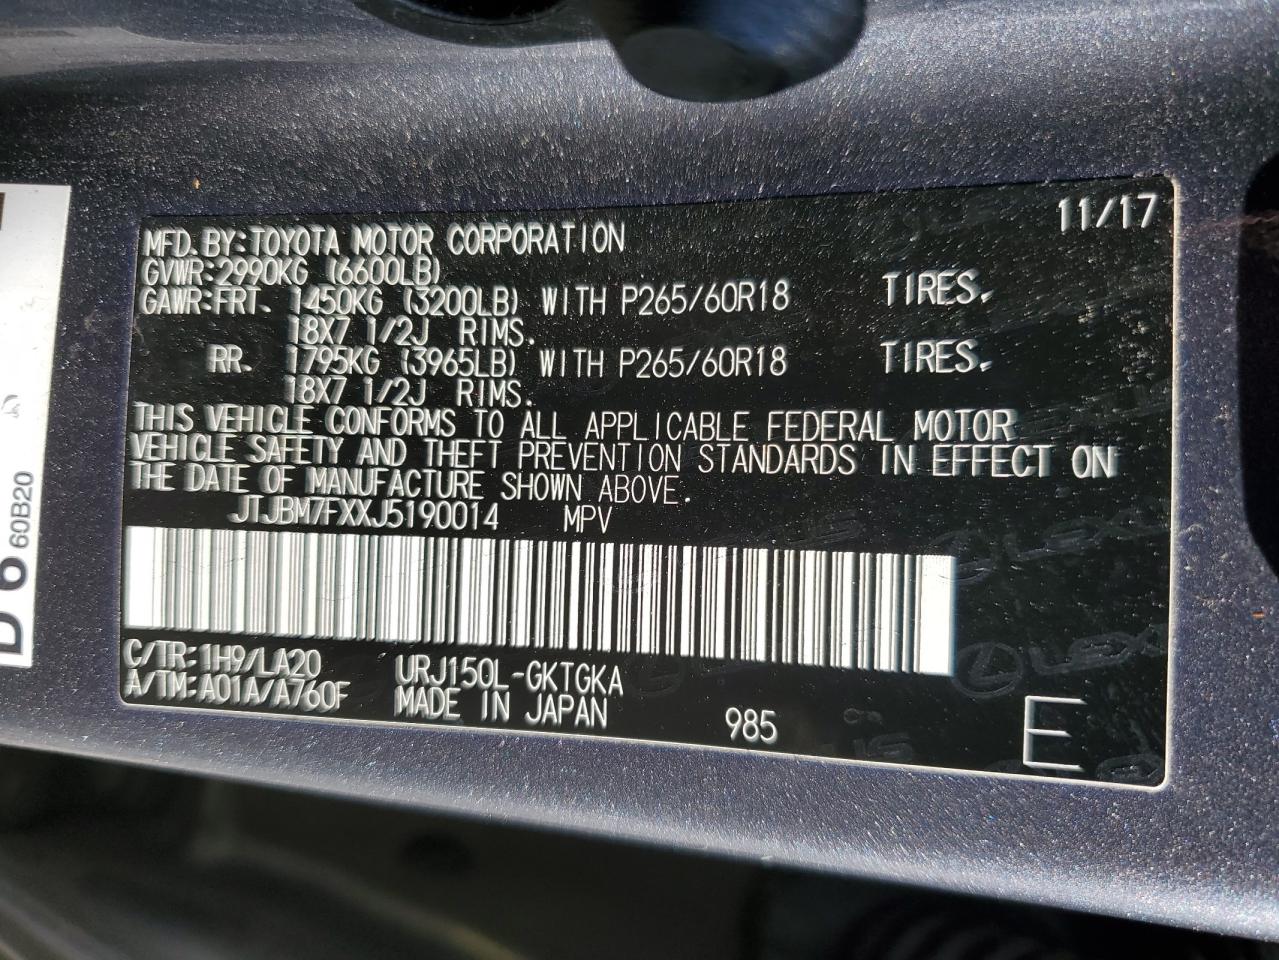 11/17
MFD. BY: TOYOTA MOTOR CORPORATION
GVWR: 2990KG (6600LB)
GAWR: FRT. 1450KG (3200LB) WITH P265/60R18 TIRES.
18X7 1/2J RIMS.
RR. 1795KG (3965LB) WITH P265/60R18 TIRES.
18X7 1/2J RIMS.
THIS VEHICLE CONFORMS TO ALL APPLICABLE FEDERAL MOTOR
VEHICLE SAFETY AND THEFT PREVENTION STANDARDS IN EFFECT ON
THE DATE OF MANUFACTURE SHOWN ABOVE.
JTJBM7FXXJ5190014 MPV
C/TR: 1H9/LA20 URJ150L-GKTGKA
A/TM: A01A/A760F MADE IN JAPAN 985 E
LEXUS
60B20